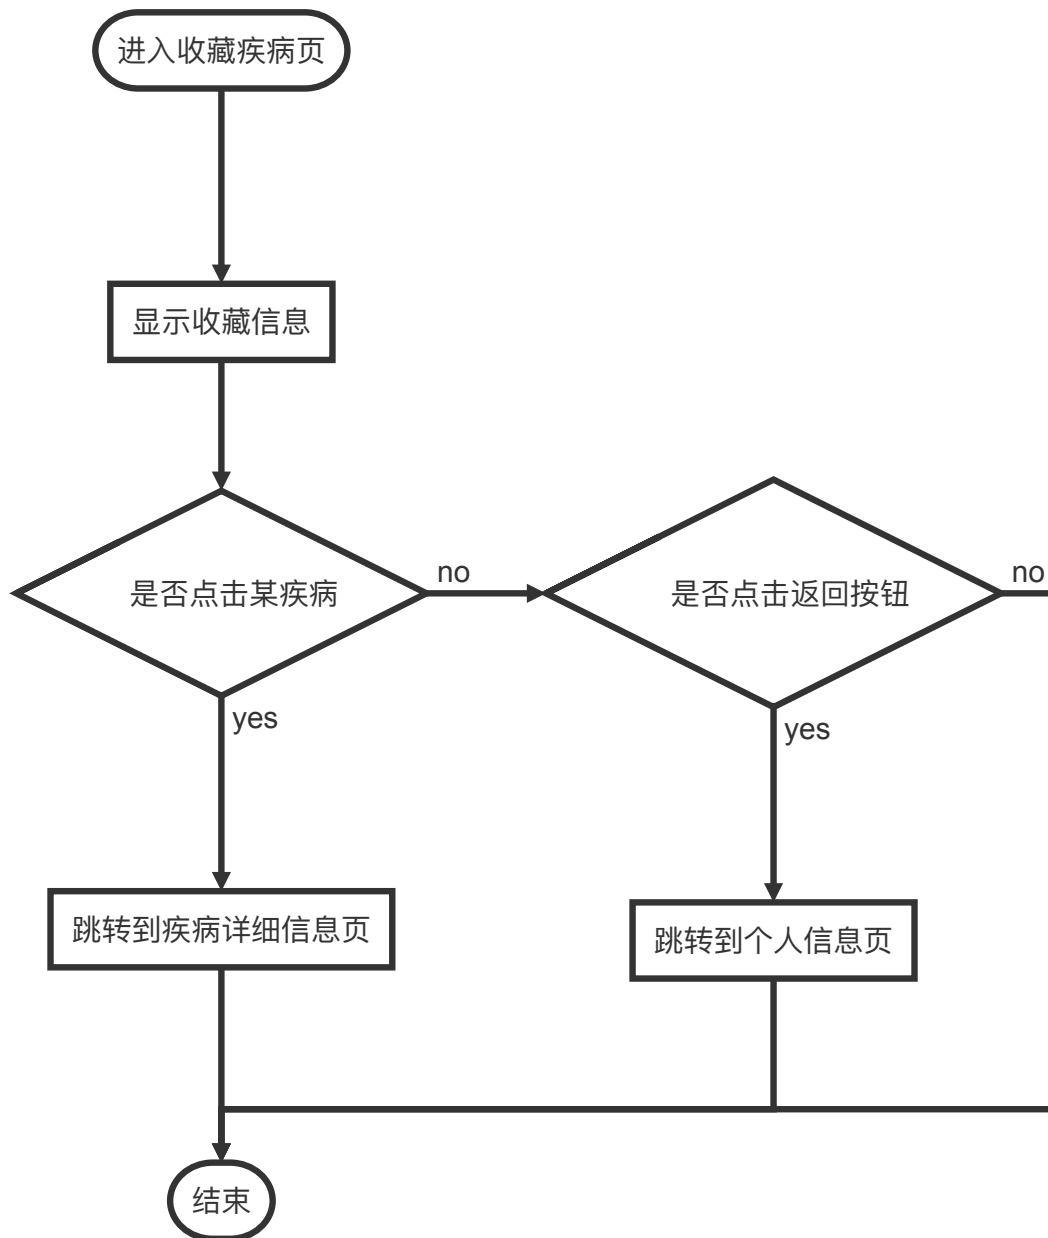 进入收藏疾病页
显示收藏信息
是否点击某疾病
no
是否点击返回按钮
no
yes
yes
跳转到疾病详细信息页
跳转到个人信息页
结束